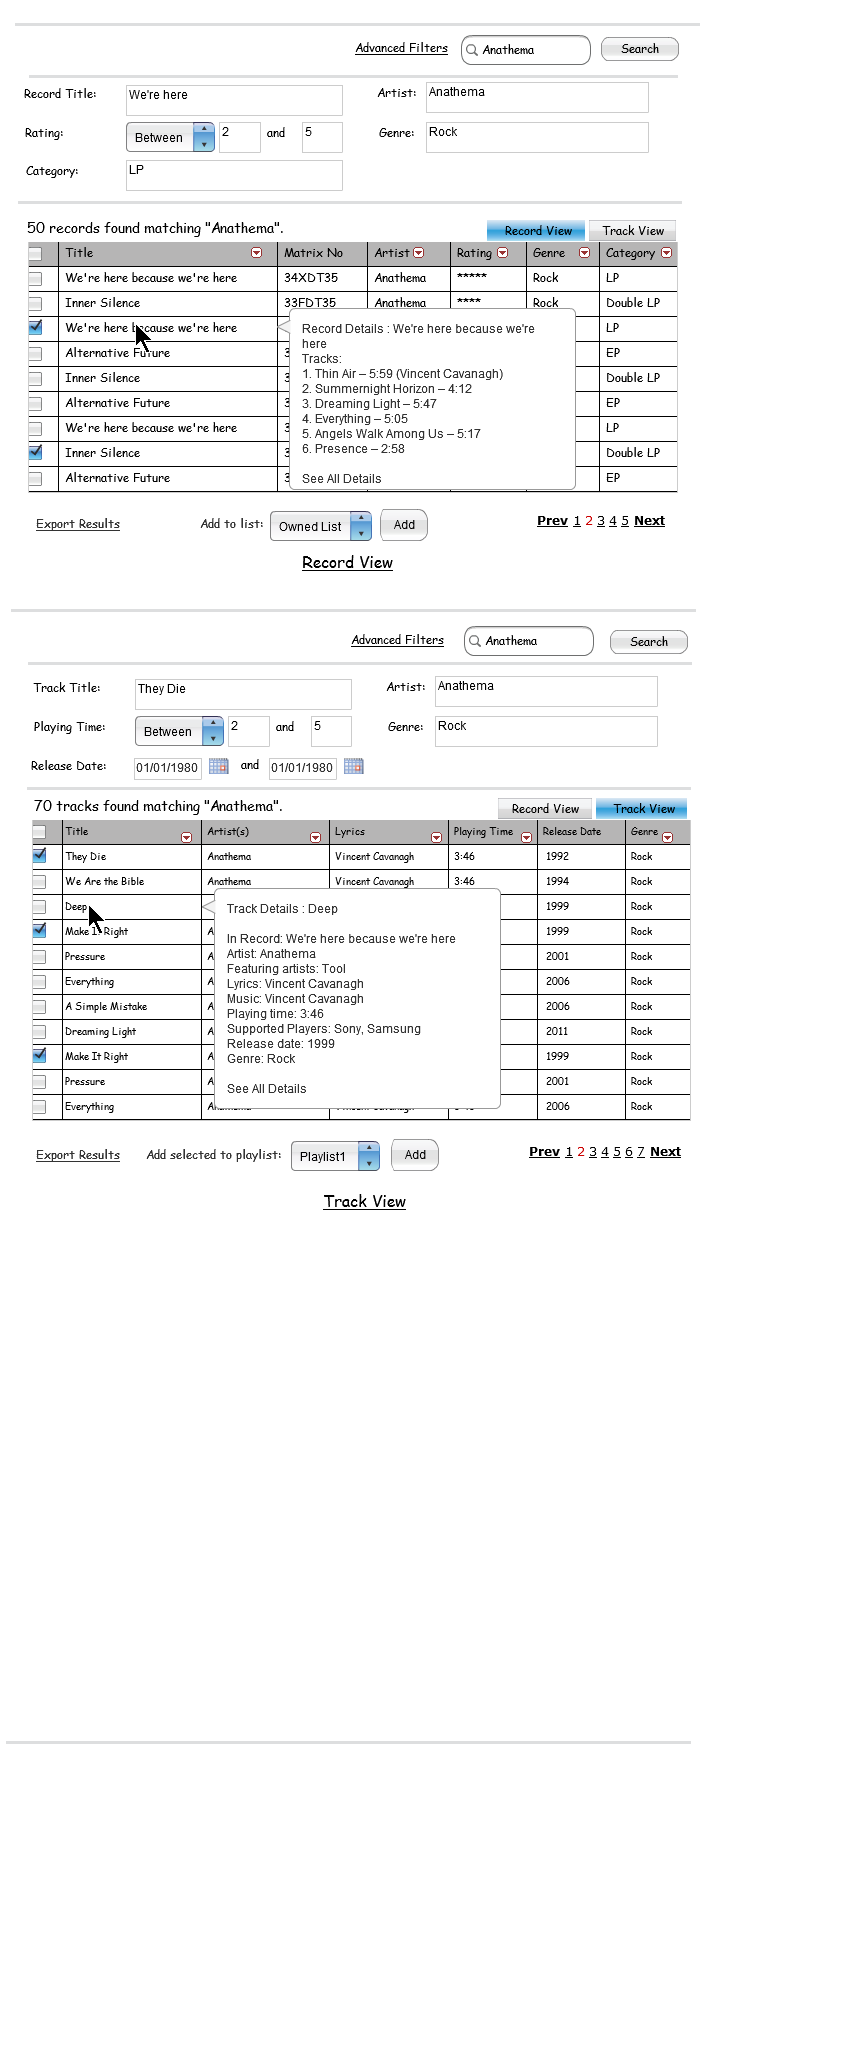 Advanced Filters Anathema Search
Record Title: We're here Artist: Anathema
Rating: Between 2 and 5 Genre: Rock
Category: LP
50 records found matching "Anathema". Record View Track View
Title Matrix No Artist Rating Genre Category
We're here because we're here 34XDT35 Anathema ***** Rock LP
Inner Silence 33FDT35 Anathema **** Rock Double LP
We're here because we're here 3 LP
Alternative Future 3 EP
Inner Silence 3 Double LP
Alternative Future 3 EP
We're here because we're here 3 LP
Inner Silence 3 Double LP
Alternative Future 3 EP
Record Details : We're here because we're
here
Tracks:
1. Thin Air – 5:59 (Vincent Cavanagh)
2. Summernight Horizon – 4:12
3. Dreaming Light – 5:47
4. Everything – 5:05
5. Angels Walk Among Us – 5:17
6. Presence – 2:58
See All Details
Export Results Add to list: Owned List Add Prev 1 2 3 4 5 Next
Record View
Advanced Filters Anathema Search
Track Title: They Die Artist: Anathema
Playing Time: Between 2 and 5 Genre: Rock
Release Date: 01/01/1980 and 01/01/1980
70 tracks found matching "Anathema". Record View Track View
Title Artist(s) Lyrics Playing Time Release Date Genre
They Die Anathema Vincent Cavanagh 3:46 1992 Rock
We Are the Bible Anathema Vincent Cavanagh 3:46 1994 Rock
Deep 1999 Rock
Make It Right A 1999 Rock
Pressure A 2001 Rock
Everything A 2006 Rock
A Simple Mistake A 2006 Rock
Dreaming Light A 2011 Rock
Make It Right A 1999 Rock
Pressure A 2001 Rock
Everything Anathema Vincent Cavanagh 3:46 2006 Rock
Track Details : Deep
In Record: We're here because we're here
Artist: Anathema
Featuring artists: Tool
Lyrics: Vincent Cavanagh
Music: Vincent Cavanagh
Playing time: 3:46
Supported Players: Sony, Samsung
Release date: 1999
Genre: Rock
See All Details
Export Results Add selected to playlist: Playlist1 Add Prev 1 2 3 4 5 6 7 Next
Track View